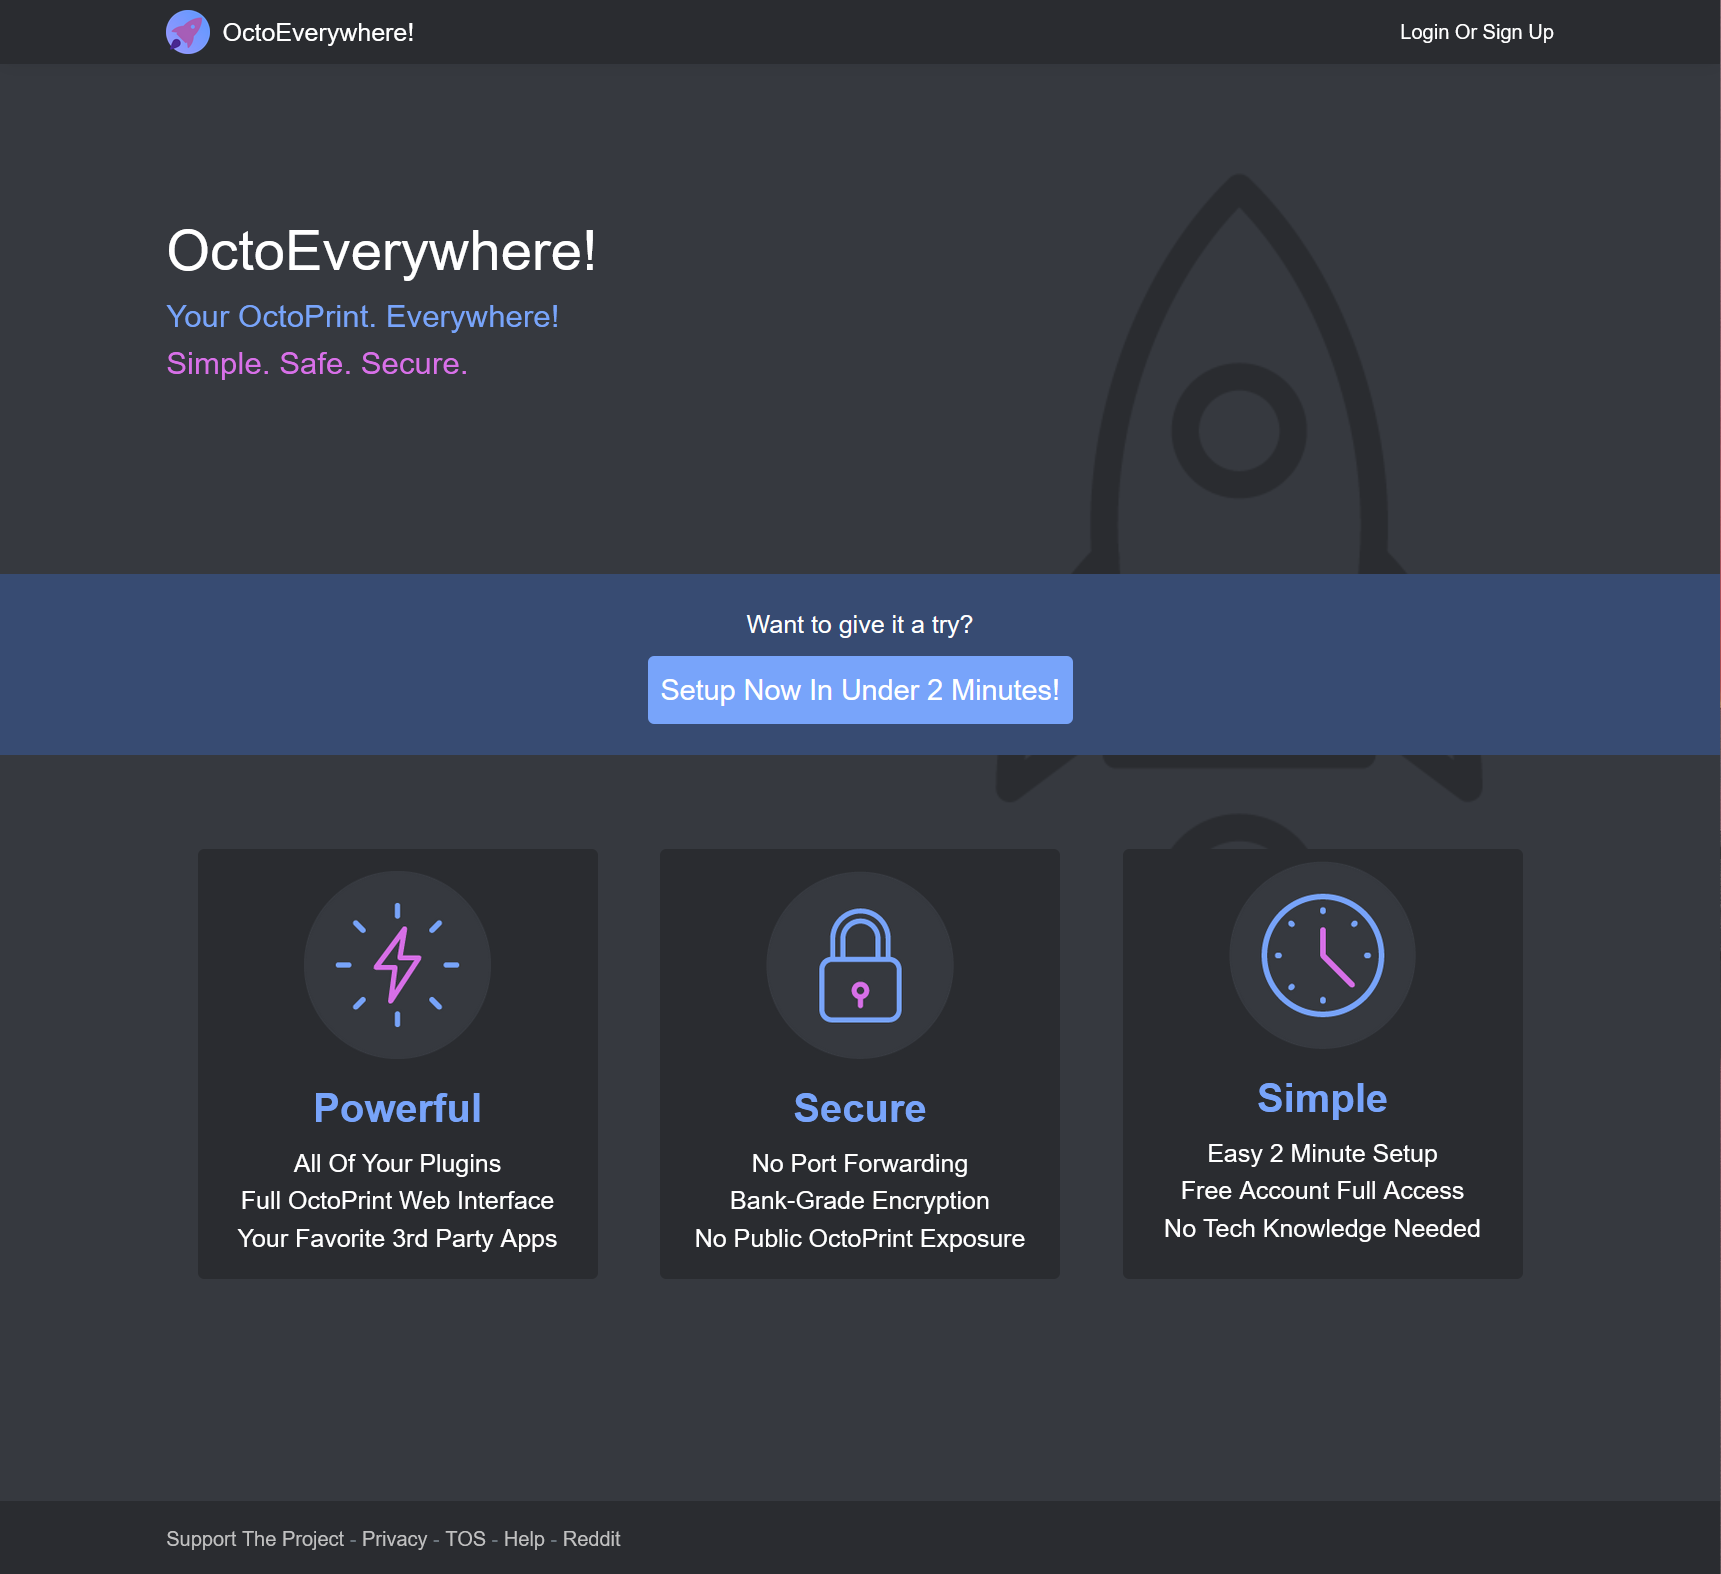 OctoEverywhere!
Login Or Sign Up
OctoEverywhere!
Your OctoPrint. Everywhere!
Simple. Safe. Secure.
Want to give it a try?
Setup Now In Under 2 Minutes!
Powerful
All Of Your Plugins
Full OctoPrint Web Interface
Your Favorite 3rd Party Apps
Secure
No Port Forwarding
Bank-Grade Encryption
No Public OctoPrint Exposure
Simple
Easy 2 Minute Setup
Free Account Full Access
No Tech Knowledge Needed
Support The Project - Privacy - TOS - Help - Reddit